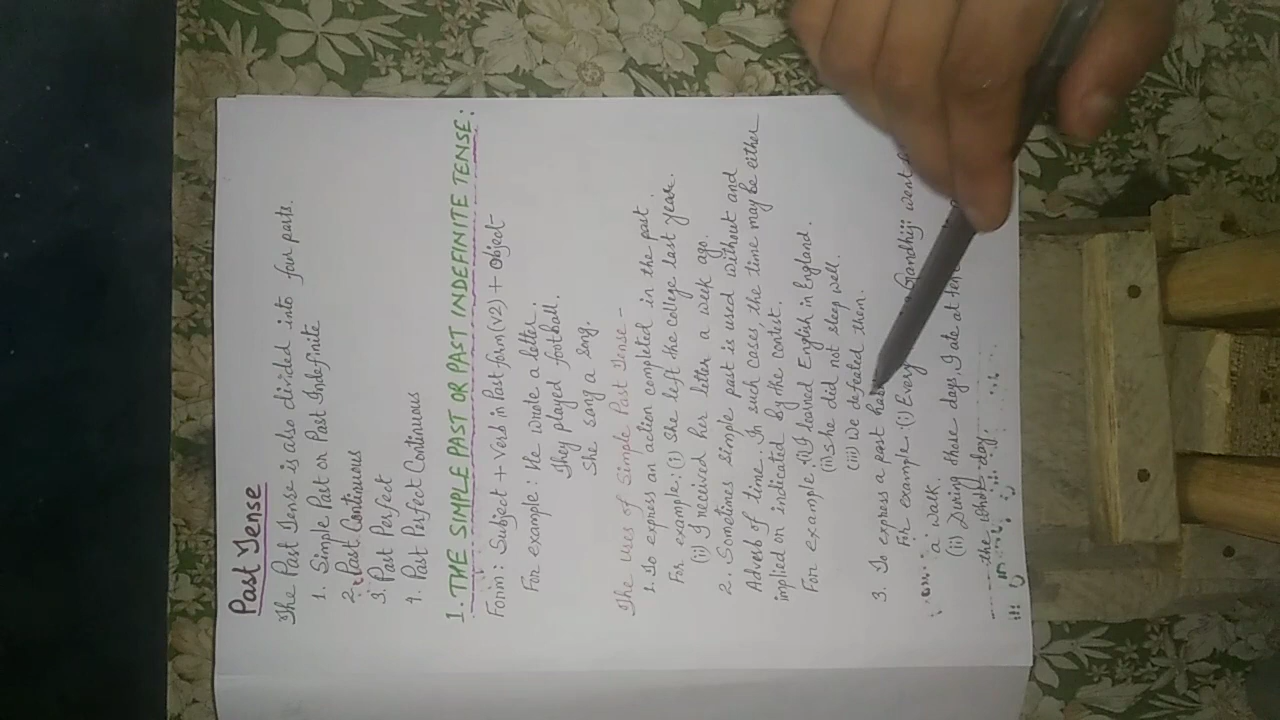 Past Tense
The Past Tense is also divided into four parts.
1. Simple Past or Past Indefinite
2. Past Continuous
3. Past Perfect
4. Past Perfect Continuous
1. THE SIMPLE PAST OR PAST INDEFINITE TENSE:
Form: Subject + Verb in Past form (V2) + Object
For example: He wrote a letter.
They played football.
She sang a song.
The uses of Simple Past Tense -
1. To express an action completed in the past
For example: (i) She left the college last year.
(ii) I received her letter a week ago.
2. Sometimes simple past is used without and
Adverb of time. In such cases, the time may be either
implied or indicated by the contest.
For example. (i) I learned English in England.
(ii) she did not sleep well.
(iii) We defeated them.
3. To express a past
For example. (i) Every Gandhiji went
a walk.
(ii) During those days, I ate at
the whole day.